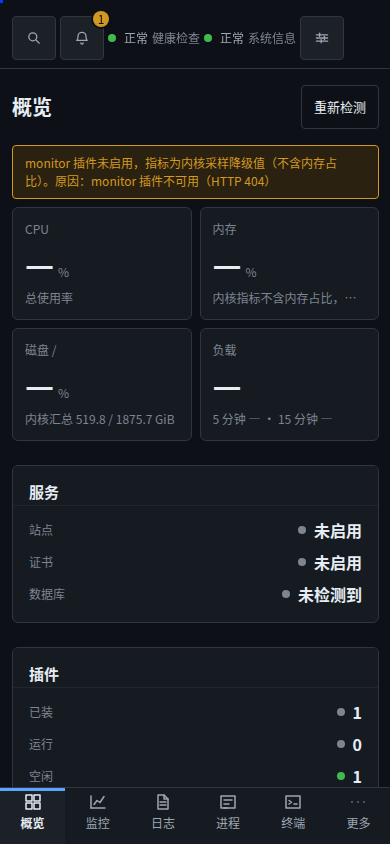 1
正常 健康检查 正常 系统信息
概览
重新检测
monitor 插件未启用，指标为内核采样降级值（不含内存占
比）。原因：monitor 插件不可用（HTTP 404）
CPU
— %
总使用率
内存
— %
内核指标不含内存占比，…
磁盘 /
— %
内核汇总 519.8 / 1875.7 GiB
负载
—
5 分钟 — · 15 分钟 —
服务
站点 未启用
证书 未启用
数据库 未检测到
插件
已装 1
运行 0
空闲 1
概览 监控 日志 进程 终端 更多